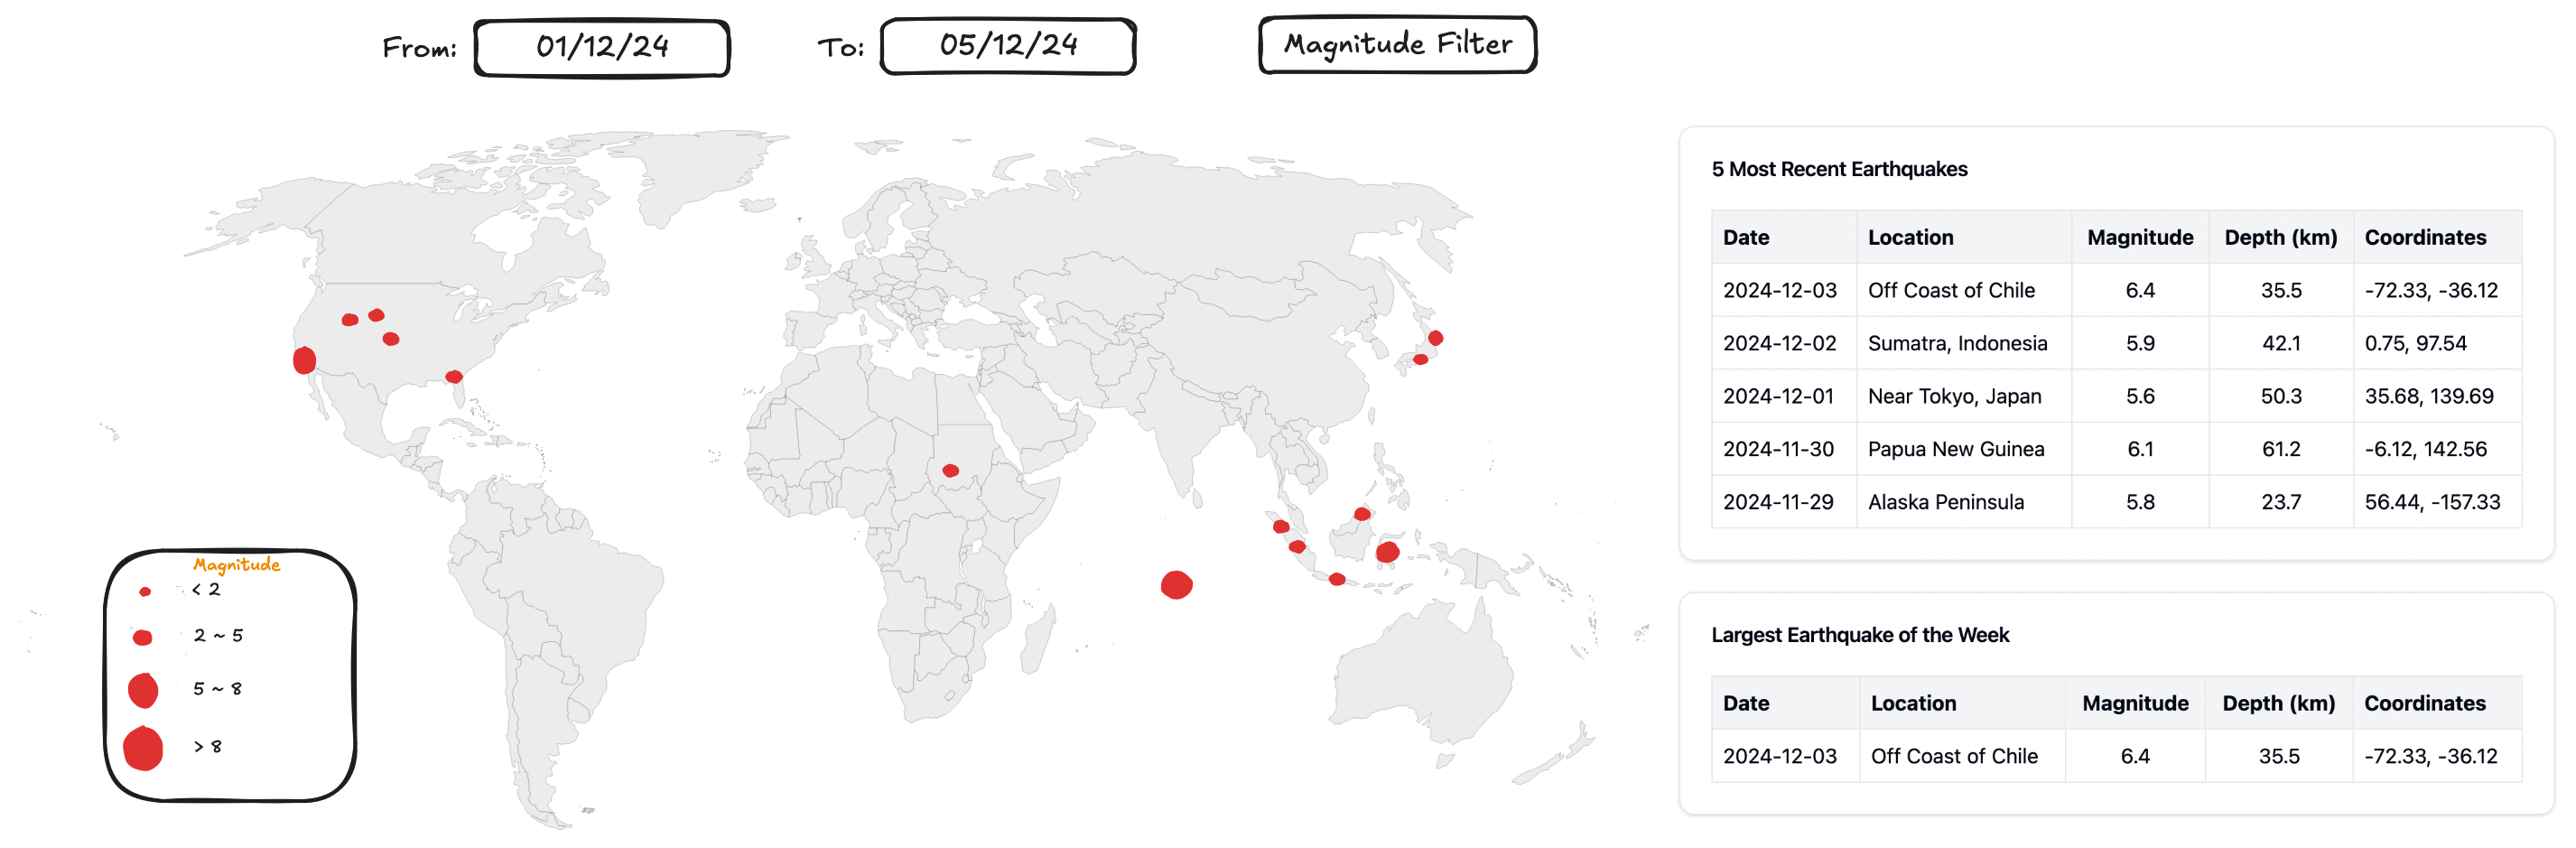 From: 01/12/24 To: 05/12/24 Magnitude Filter
5 Most Recent Earthquakes
Date Location Magnitude Depth (km) Coordinates
2024-12-03 Off Coast of Chile 6.4 35.5 -72.33, -36.12
2024-12-02 Sumatra, Indonesia 5.9 42.1 0.75, 97.54
2024-12-01 Near Tokyo, Japan 5.6 50.3 35.68, 139.69
2024-11-30 Papua New Guinea 6.1 61.2 -6.12, 142.56
2024-11-29 Alaska Peninsula 5.8 23.7 56.44, -157.33
Magnitude
< 2
2 ~ 5
5 ~ 8
> 8
Largest Earthquake of the Week
Date Location Magnitude Depth (km) Coordinates
2024-12-03 Off Coast of Chile 6.4 35.5 -72.33, -36.12